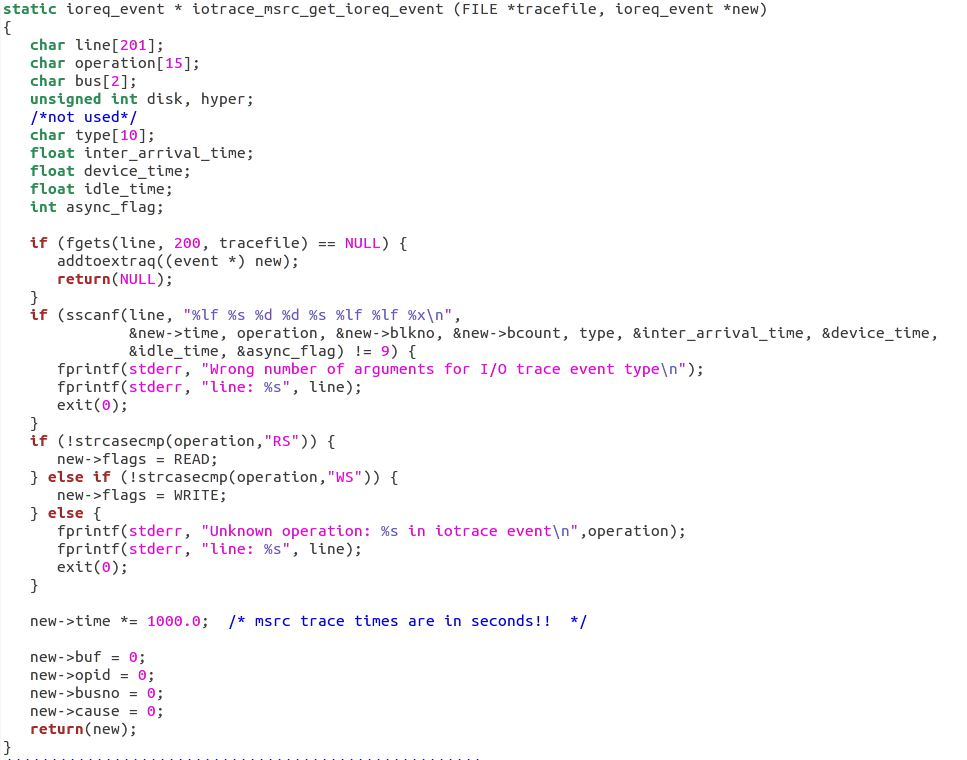 static ioreq_event * iotrace_msrc_get_ioreq_event (FILE *tracefile, ioreq_event *new)
{
   char line[201];
   char operation[15];
   char bus[2];
   unsigned int disk, hyper;
   /*not used*/
   char type[10];
   float inter_arrival_time;
   float device_time;
   float idle_time;
   int async_flag;

   if (fgets(line, 200, tracefile) == NULL) {
      addtoextraq((event *) new);
      return(NULL);
   }
   if (sscanf(line, "%lf %s %d %d %s %lf %lf %x\n",
              &new->time, operation, &new->blkno, &new->bcount, type, &inter_arrival_time, &device_time,
              &idle_time, &async_flag) != 9) {
      fprintf(stderr, "Wrong number of arguments for I/O trace event type\n");
      fprintf(stderr, "line: %s", line);
      exit(0);
   }
   if (!strcasecmp(operation,"RS")) {
      new->flags = READ;
   } else if (!strcasecmp(operation,"WS")) {
      new->flags = WRITE;
   } else {
      fprintf(stderr, "Unknown operation: %s in iotrace event\n",operation);
      fprintf(stderr, "line: %s", line);
      exit(0);
   }

   new->time *= 1000.0;  /* msrc trace times are in seconds!!  */

   new->buf = 0;
   new->opid = 0;
   new->busno = 0;
   new->cause = 0;
   return(new);
}